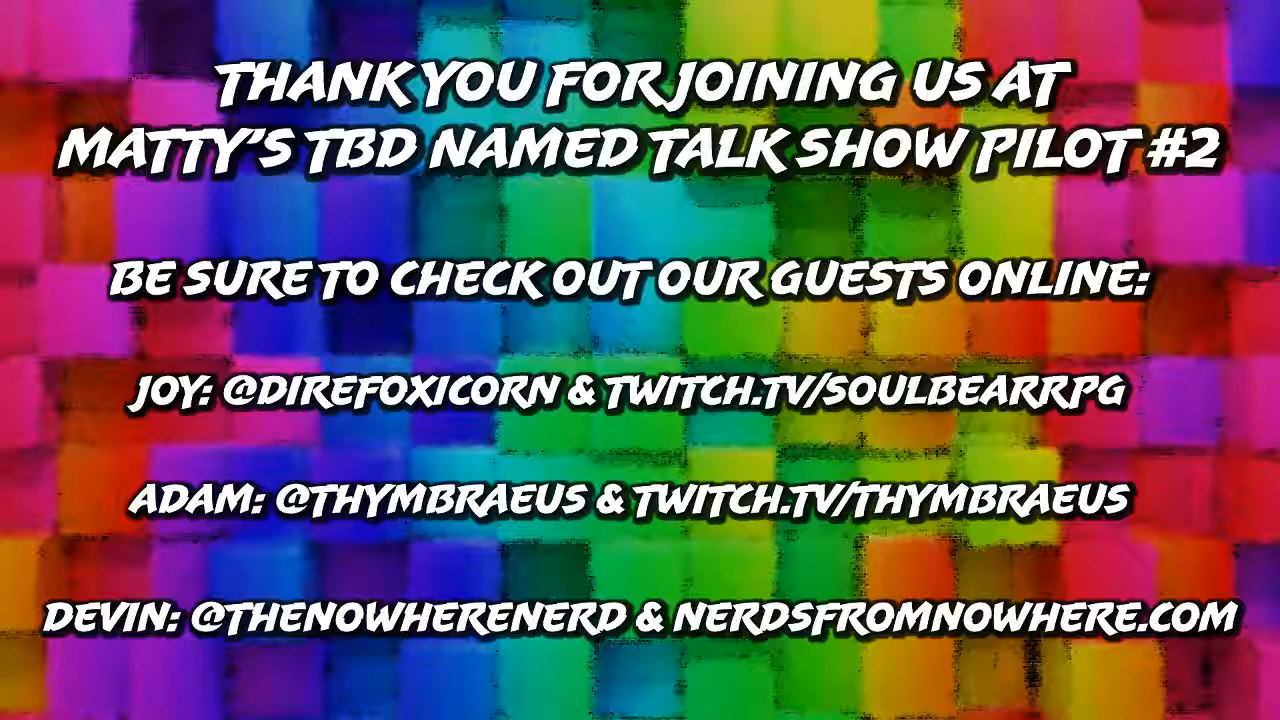 THANK YOU FOR JOINING US AT
MATTY'S TBD NAMED TALK SHOW PILOT #2
BE SURE TO CHECK OUT OUR GUESTS ONLINE:
JOY: @DIREFOXICORN & TWITCH.TV/SOULBEARRPG
ADAM: @THYMBRAEUS & TWITCH.TV/THYMBRAEUS
DEVIN: @THENOWHERENERD & NERDSFROMNOWHERE.COM